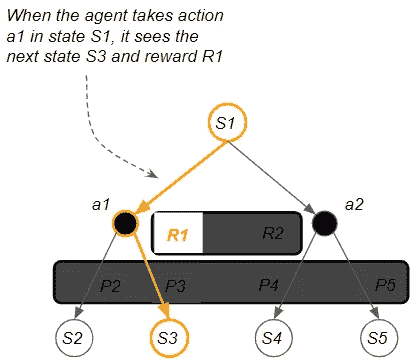 When the agent takes action
a1 in state S1, it sees the
next state S3 and reward R1
S1
a1
a2
R1
R2
P2
P3
P4
P5
S2
S3
S4
S5